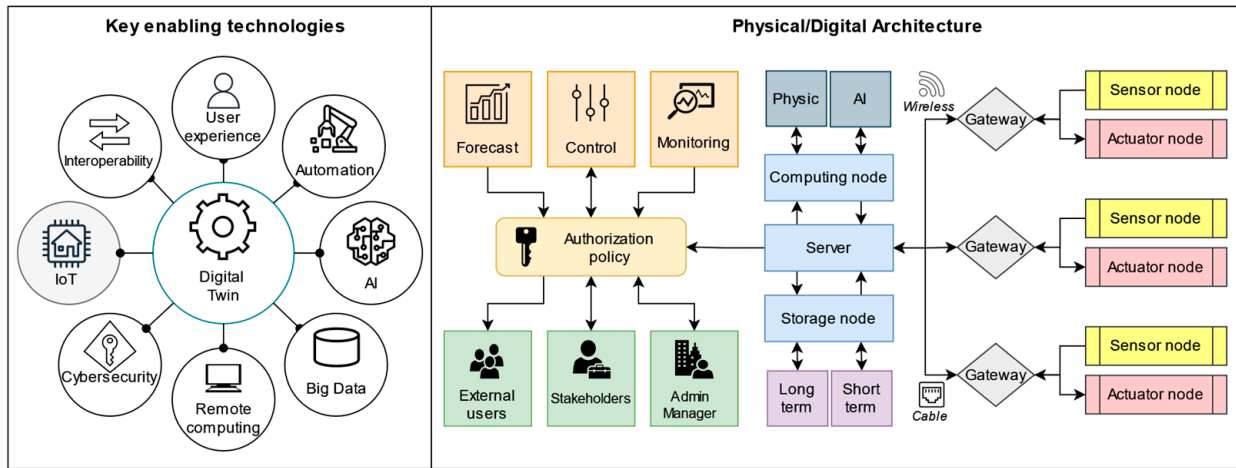 Key enabling technologies
User
experience
Interoperability
Automation
IoT
Digital
Twin
AI
Cybersecurity
Remote
computing
Big Data
Physical/Digital Architecture
Forecast
Control
Monitoring
Authorization
policy
External
users
Stakeholders
Admin
Manager
Physic
AI
Computing node
Server
Storage node
Long
term
Short
term
Wireless
Cable
Gateway
Sensor node
Actuator node
Gateway
Sensor node
Actuator node
Gateway
Sensor node
Actuator node